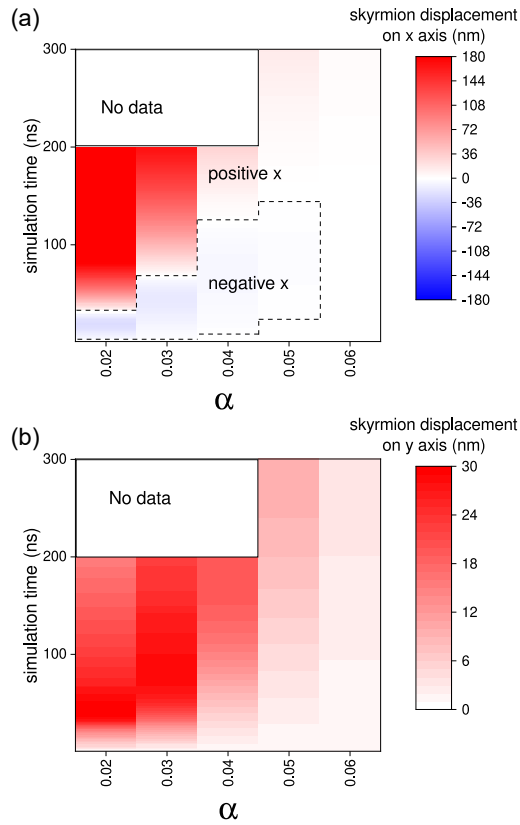 (a)
skyrmion displacement
on x axis (nm)
300
200
100
simulation time (ns)
No data
positive x
negative x
0.02
0.03
0.04
0.05
0.06
α
180
144
108
72
36
0
-36
-72
-108
-144
-180
(b)
skyrmion displacement
on y axis (nm)
300
200
100
simulation time (ns)
No data
0.02
0.03
0.04
0.05
0.06
α
30
24
18
12
6
0